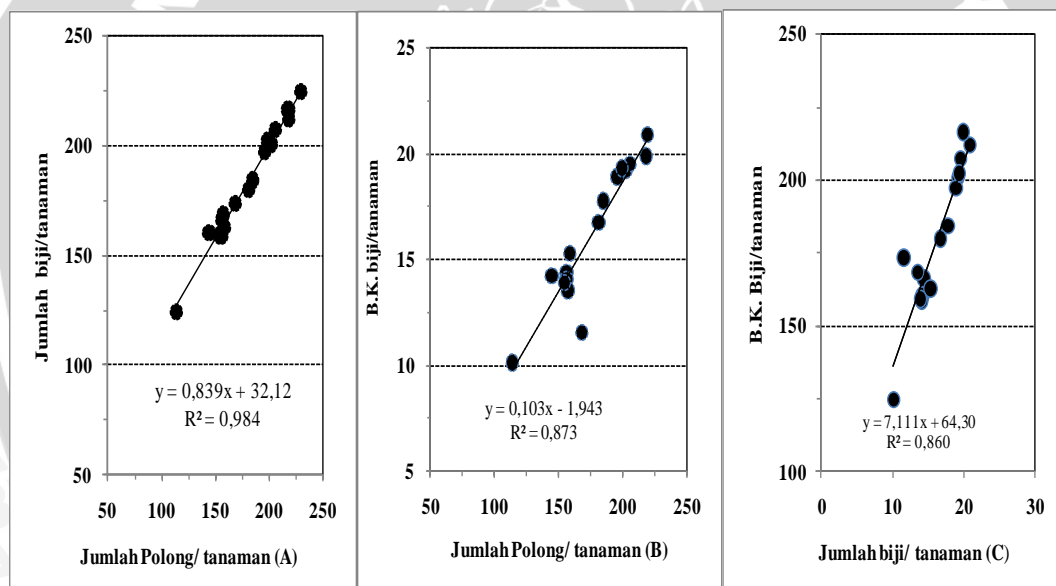 Jumlah biji/tanaman
250
200
150
100
50
y = 0,839x + 32,12
R² = 0,984
50 100 150 200 250
Jumlah Polong/ tanaman (A)
B.K. biji/tanaman
25
20
15
10
5
y = 0,103x - 1,943
R² = 0,873
50 100 150 200 250
Jumlah Polong/ tanaman (B)
B.K. Biji/tanaman
250
200
150
100
y = 7,111x + 64,30
R² = 0,860
0 10 20 30
Jumlah biji/ tanaman (C)